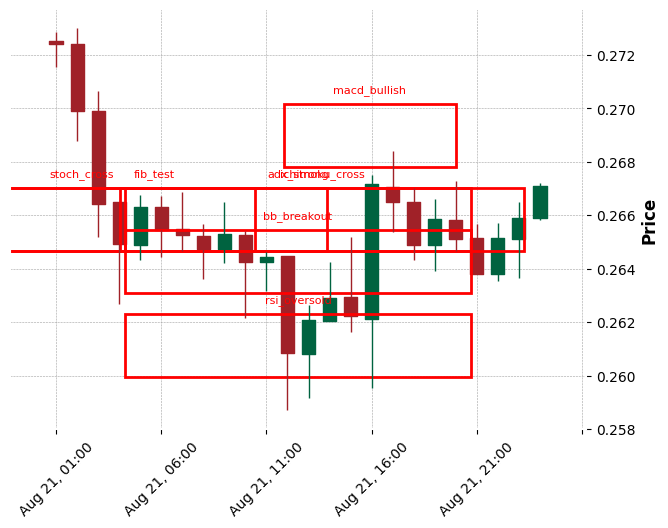 0.272
macd_bullish
0.270
0.268
stoch_cross
fib_test
ichimoku_cross
0.266
bb_breakout
Price
0.264
rsi_oversold
0.262
0.260
0.258
Aug 21, 01:00
Aug 21, 06:00
Aug 21, 11:00
Aug 21, 16:00
Aug 21, 21:00